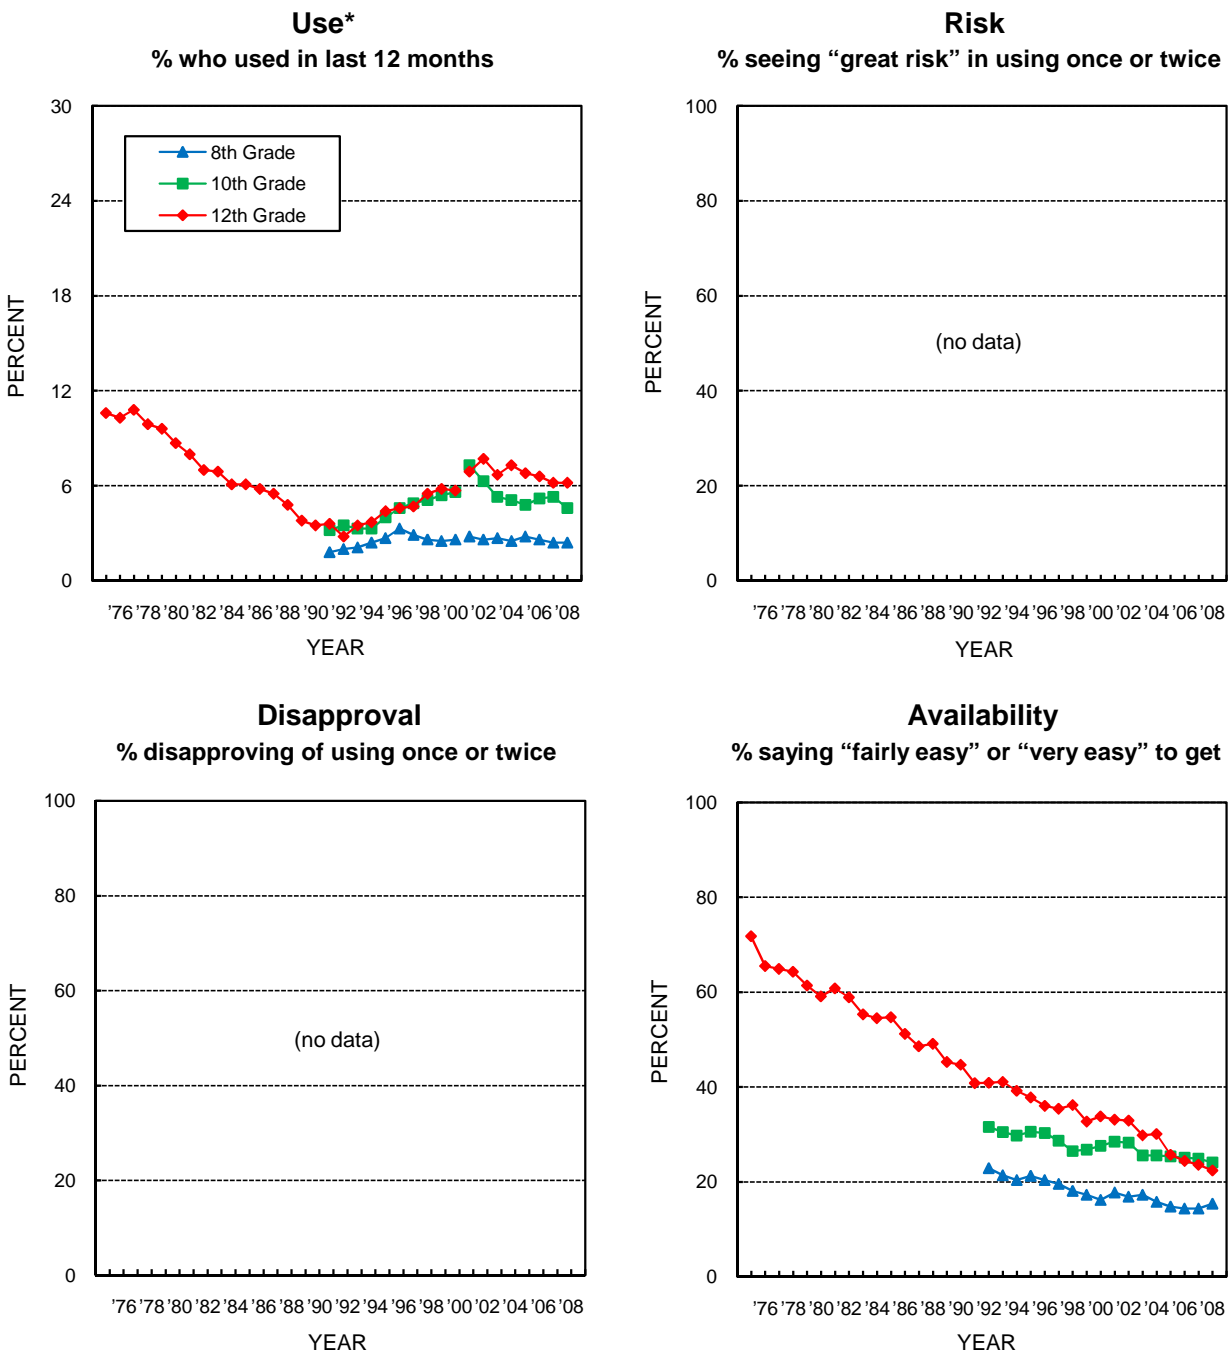 Use*
% who used in last 12 months
30
24
18
12
6
0
PERCENT
8th Grade
10th Grade
12th Grade
’76 ’78 ’80 ’82 ’84 ’86 ’88 ’90 ’92 ’94 ’96 ’98 ’00 ’02 ’04 ’06 ’08
YEAR
Risk
% seeing “great risk” in using once or twice
100
80
60
40
20
0
PERCENT
(no data)
’76 ’78 ’80 ’82 ’84 ’86 ’88 ’90 ’92 ’94 ’96 ’98 ’00 ’02 ’04 ’06 ’08
YEAR
Disapproval
% disapproving of using once or twice
100
80
60
40
20
0
PERCENT
(no data)
’76 ’78 ’80 ’82 ’84 ’86 ’88 ’90 ’92 ’94 ’96 ’98 ’00 ’02 ’04 ’06 ’08
YEAR
Availability
% saying “fairly easy” or “very easy” to get
100
80
60
40
20
0
PERCENT
’76 ’78 ’80 ’82 ’84 ’86 ’88 ’90 ’92 ’94 ’96 ’98 ’00 ’02 ’04 ’06 ’08
YEAR